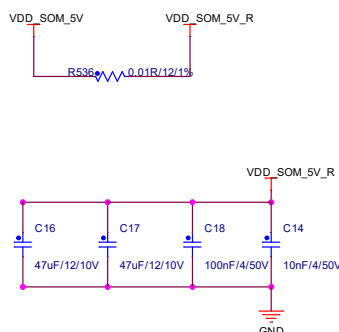 VDD_SOM_5V VDD_SOM_5V_R
R536 0.01R/12/1%
VDD_SOM_5V_R
C16 C17 C18 C14
47uF/12/10V 47uF/12/10V 100nF/4/50V 10nF/4/50V
GND